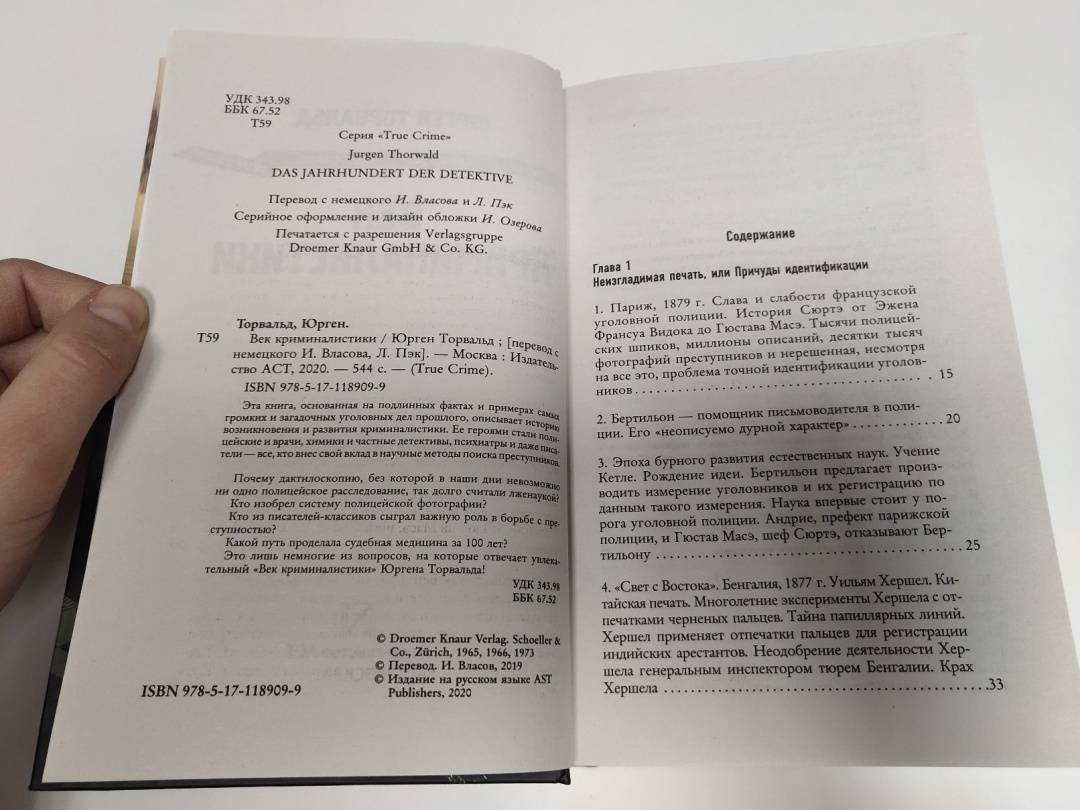 УДК 343.98
ББК 67.52
Т59
Серия «True Crime»
Jurgen Thorwald
DAS JAHRHUNDERT DER DETEKTIVE
Перевод с немецкого И. Власова и Л. Пэк
Серийное оформление и дизайн обложки И. Озерова
Печатается с разрешения Verlagsgruppe
Droemer Knaur GmbH & Co. KG.
Торвальд, Юрген.
Т59 Век криминалистики / Юрген Торвальд ; [перевод с
немецкого И. Власова, Л. Пэк]. — Москва : Издатель-
ство АСТ, 2020. — 544 с. — (True Crime).
ISBN 978-5-17-118909-9
Эта книга, основанная на подлинных фактах и примерах самых
громких и загадочных уголовных дел прошлого, описывает историю
возникновения и развития криминалистики. Ее героями стали поли-
цейские и врачи, химики и частные детективы, психиатры и даже писа-
тели — все, кто внес свой вклад в научные методы поиска преступников.
Почему дактилоскопию, без которой в наши дни невозможно
ни одно полицейское расследование, так долго считали лженаукой?
Кто изобрел систему полицейской фотографии?
Кто из писателей-классиков сыграл важную роль в борьбе с пре-
ступностью?
Какой путь проделала судебная медицина за 100 лет?
Это лишь немногие из вопросов, на которые отвечает увлека-
тельный «Век криминалистики» Юргена Торвальда!
УДК 343.98
ББК 67.52
© Droemer Knaur Verlag. Schoeller &
Co., Zürich, 1965, 1966, 1973
© Перевод. И. Власов, 2019
© Издание на русском языке AST
Publishers, 2020
ISBN 978-5-17-118909-9
Содержание
Глава 1
Неизгладимая печать, или Причуды идентификации
1. Париж, 1879 г. Слава и слабости французской
уголовной полиции. История Сюртэ от Эжена
Франсуа Видока до Гюстава Масэ. Тысячи полицей-
ских шпиков, миллионы описаний, десятки тысяч
фотографий преступников и нерешенная, несмотря
на все это, проблема точной идентификации уголов-
ников . . . . . . . . . . . . . . . . . . . . . . . . . . . . . . . . 15
2. Бертильон — помощник письмоводителя в поли-
ции. Его «неописуемо дурной характер» . . . . . . . . . . . . 20
3. Эпоха бурного развития естественных наук. Учение
Кетле. Рождение идеи. Бертильон предлагает произ-
водить измерение уголовников и их регистрацию по
данным такого измерения. Наука впервые стоит у по-
рога уголовной полиции. Андрие, префект парижской
полиции, и Гюстав Масэ, шеф Сюртэ, отказывают Бер-
тильону . . . . . . . . . . . . . . . . . . . . . . . . . . . . . . . . 25
4. «Свет с Востока». Бенгалия, 1877 г. Уильям Хершел. Ки-
тайская печать. Многолетние эксперименты Хершела с от-
печатками черненых пальцев. Тайна папиллярных линий.
Хершел применяет отпечатки пальцев для регистрации
индийских арестантов. Неодобрение деятельности Хер-
шела генеральным инспектором тюрем Бенгалии. Крах
Хершела . . . . . . . . . . . . . . . . . . . . . . . . . . . . . . . . 33